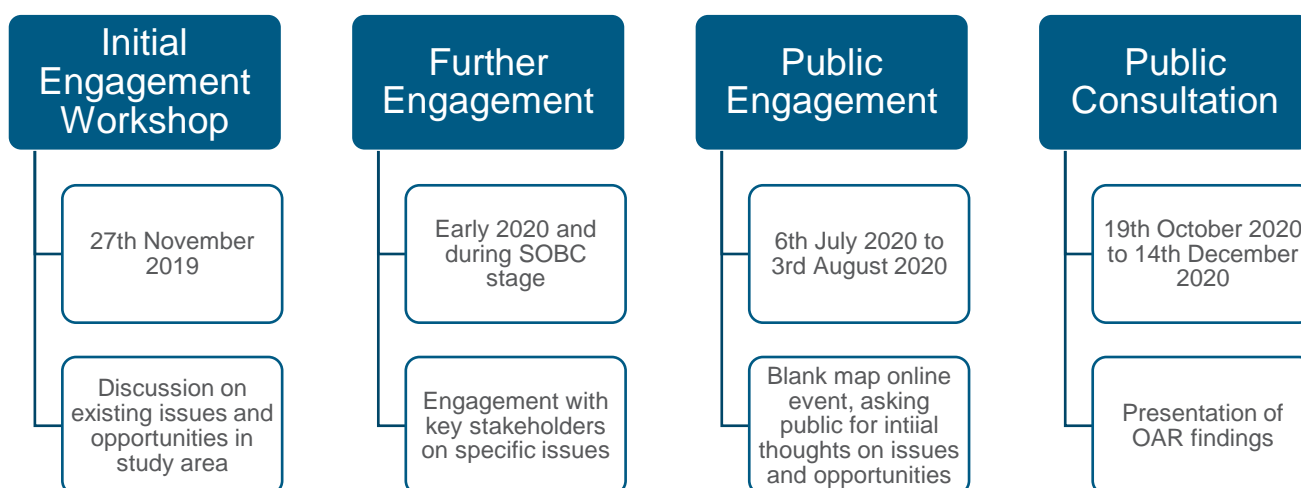 Initial
Engagement
Workshop
27th November
2019
Discussion on
existing issues and
opportunities in
study area
Further
Engagement
Early 2020 and
during SOBC
stage
Engagement with
key stakeholders
on specific issues
Public
Engagement
6th July 2020 to
3rd August 2020
Blank map online
event, asking
public for intiial
thoughts on issues
and opportunities
Public
Consultation
19th October 2020
to 14th December
2020
Presentation of
OAR findings